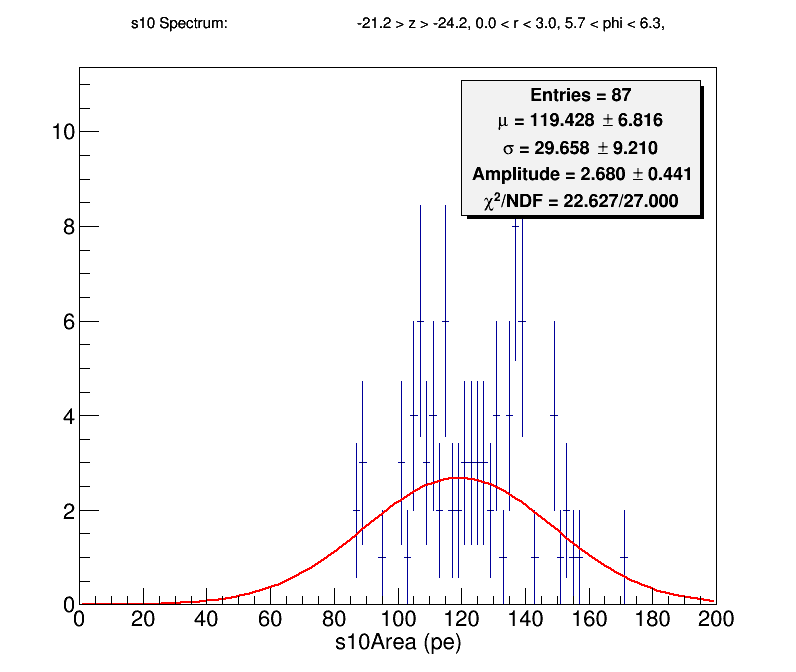 s10 Spectrum: -21.2 > z > -24.2, 0.0 < r < 3.0, 5.7 < phi < 6.3,
Entries = 87
μ = 119.428 ± 6.816
σ = 29.658 ± 9.210
Amplitude = 2.680 ± 0.441
χ²/NDF = 22.627/27.000
10
8
6
4
2
0
0 20 40 60 80 100 120 140 160 180 200
s10Area (pe)